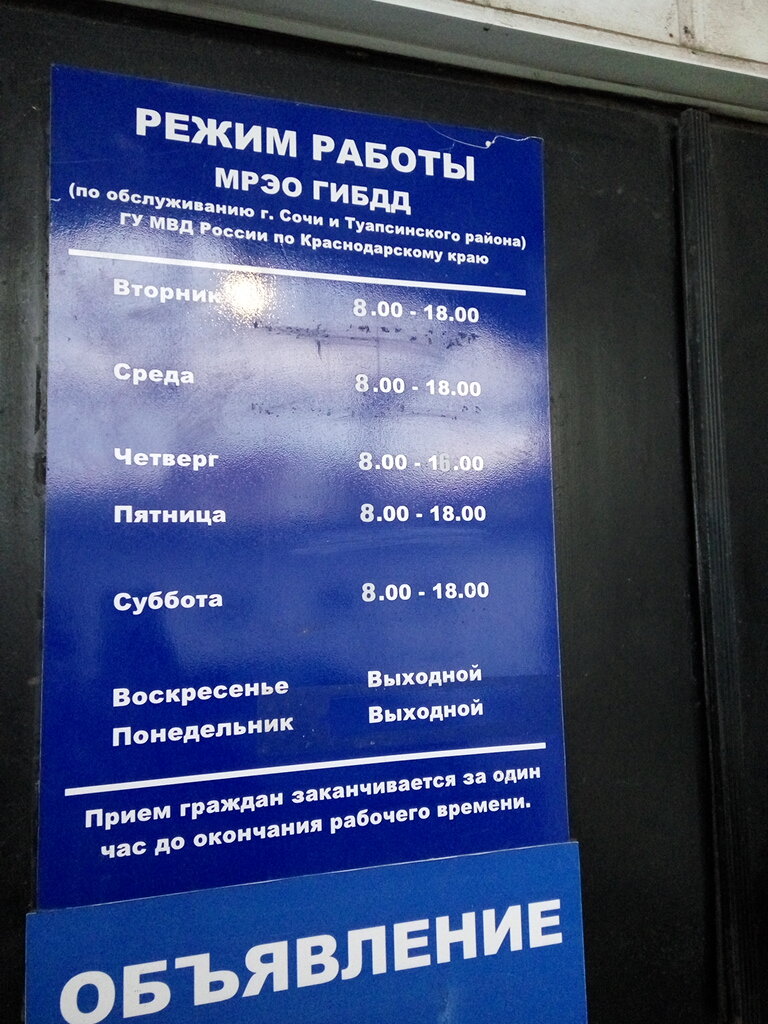 РЕЖИМ РАБОТЫ
МРЭО ГИБДД
(по обслуживанию г. Сочи и Туапсинского района)
ГУ МВД России по Краснодарскому краю
Вторник 8.00 - 18.00
Среда 8.00 - 18.00
Четверг 8.00 - 16.00
Пятница 8.00 - 18.00
Суббота 8.00 - 18.00
Воскресенье Выходной
Понедельник Выходной
Прием граждан заканчивается за один
час до окончания рабочего времени.
ОБЪЯВЛЕНИЕ